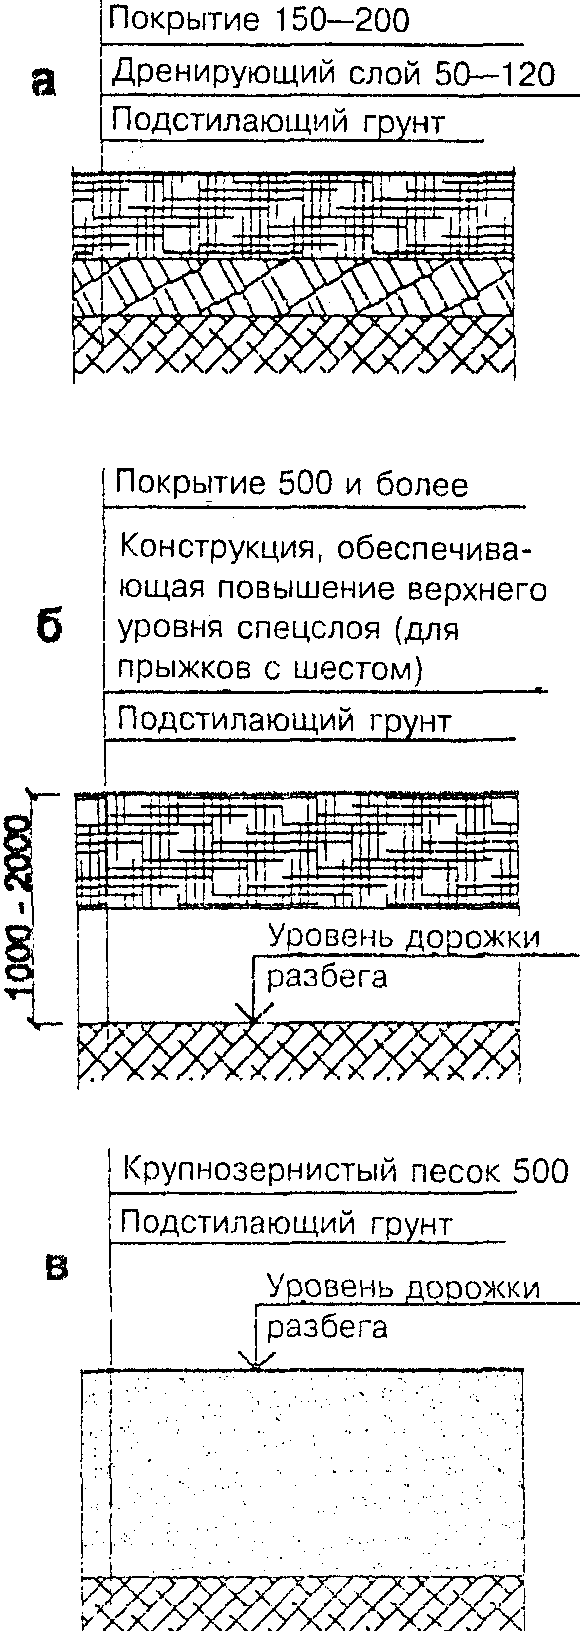 Покрытие 150—200
а
Дренирующий слой 50—120
Подстилающий грунт
Покрытие 500 и более
Конструкция, обеспечива-
ющая повышение верхнего
б
уровня спецслоя (для
прыжков с шестом)
Подстилающий грунт
1000 - 2000
Уровень дорожки
разбега
Крупнозернистый песок 500
Подстилающий грунт
в
Уровень дорожки
разбега